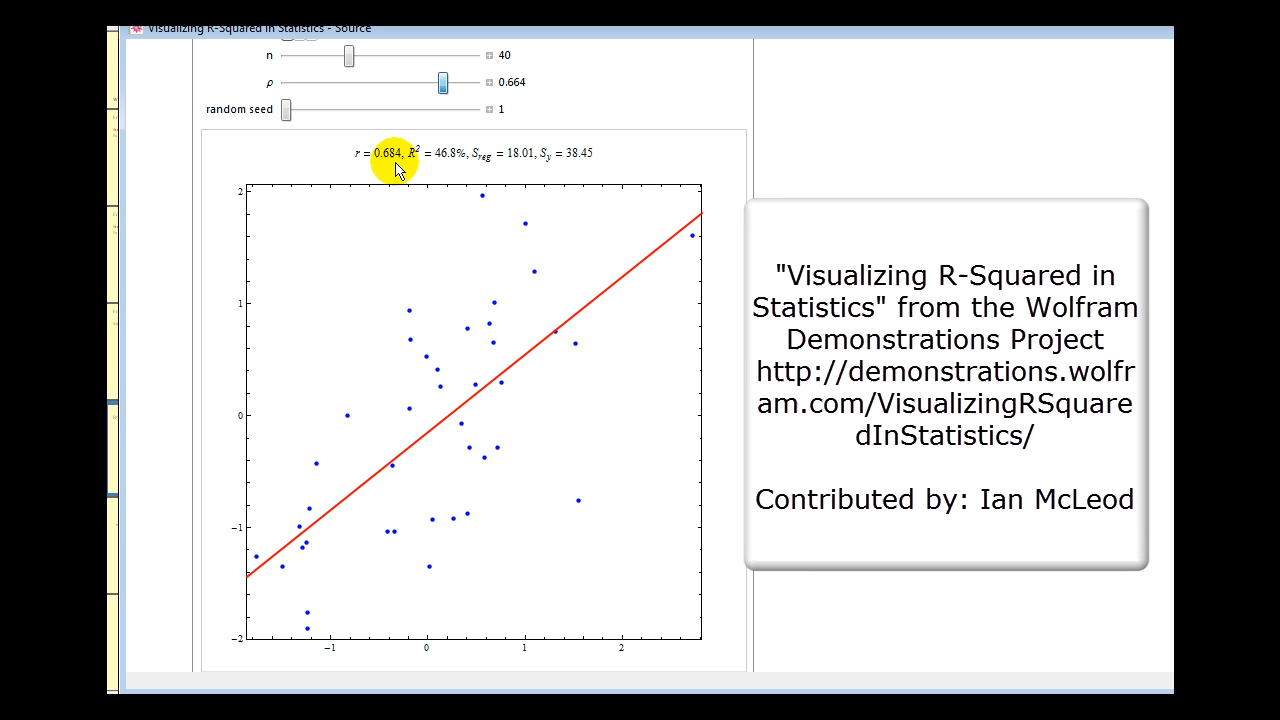 Visualizing R-Squared in Statistics - Source
n 40
ρ 0.664
random seed 1
r = 0.684, R² = 46.8%, S_reg = 18.01, S_y = 38.45
2
1
0
−1
−2
−1 0 1 2
"Visualizing R-Squared in
Statistics" from the Wolfram
Demonstrations Project
http://demonstrations.wolfr
am.com/VisualizingRSquare
dInStatistics/
Contributed by: Ian McLeod